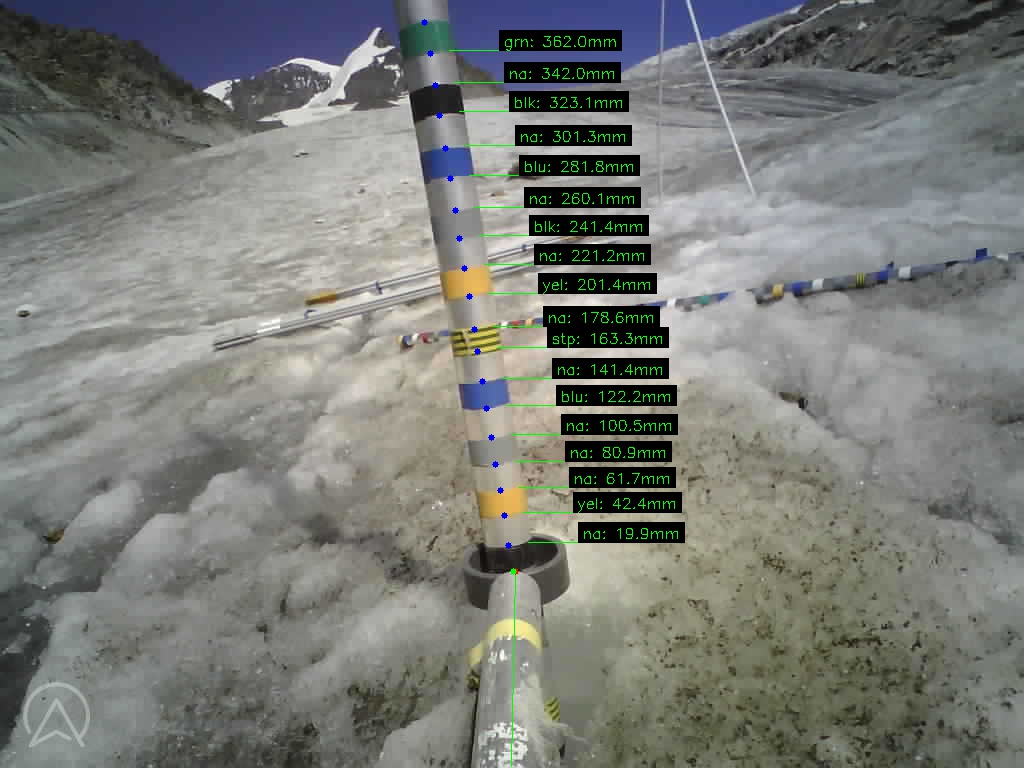 grn: 362.0mm
na: 342.0mm
blk: 323.1mm
na: 301.3mm
blu: 281.8mm
na: 260.1mm
blk: 241.4mm
na: 221.2mm
yel: 201.4mm
na: 178.6mm
stp: 163.3mm
na: 141.4mm
blu: 122.2mm
na: 100.5mm
na: 80.9mm
na: 61.7mm
yel: 42.4mm
na: 19.9mm